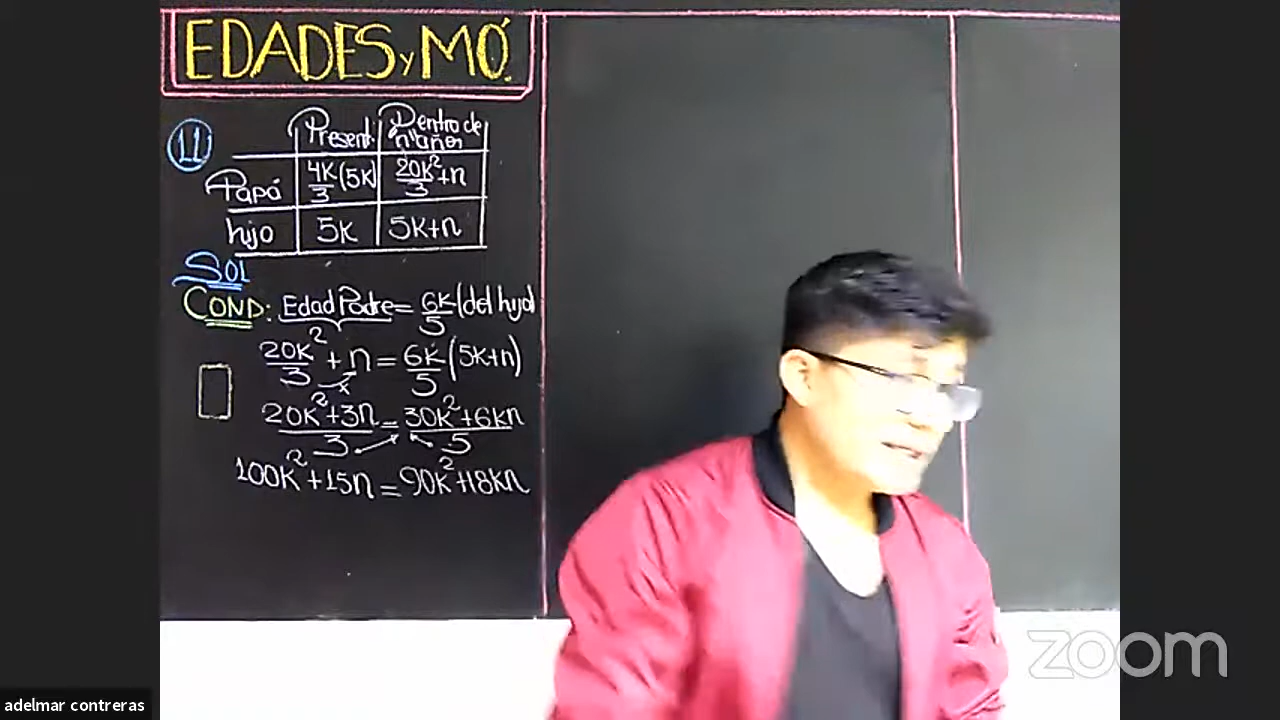 EDADES y MÓ.
11
Present. Dentro de "n" años
Papá 4K/3 (5K) 20K²/3 + n
hijo 5K 5K+n
Sol
COND: Edad Padre = 6K/5 (del hijo)
20K²/3 + n = 6K/5 (5K+n)
20K²+3n/3 = 30K²+6Kn/5
100K²+15n = 90K²+18Kn
zoom
adelmar contreras